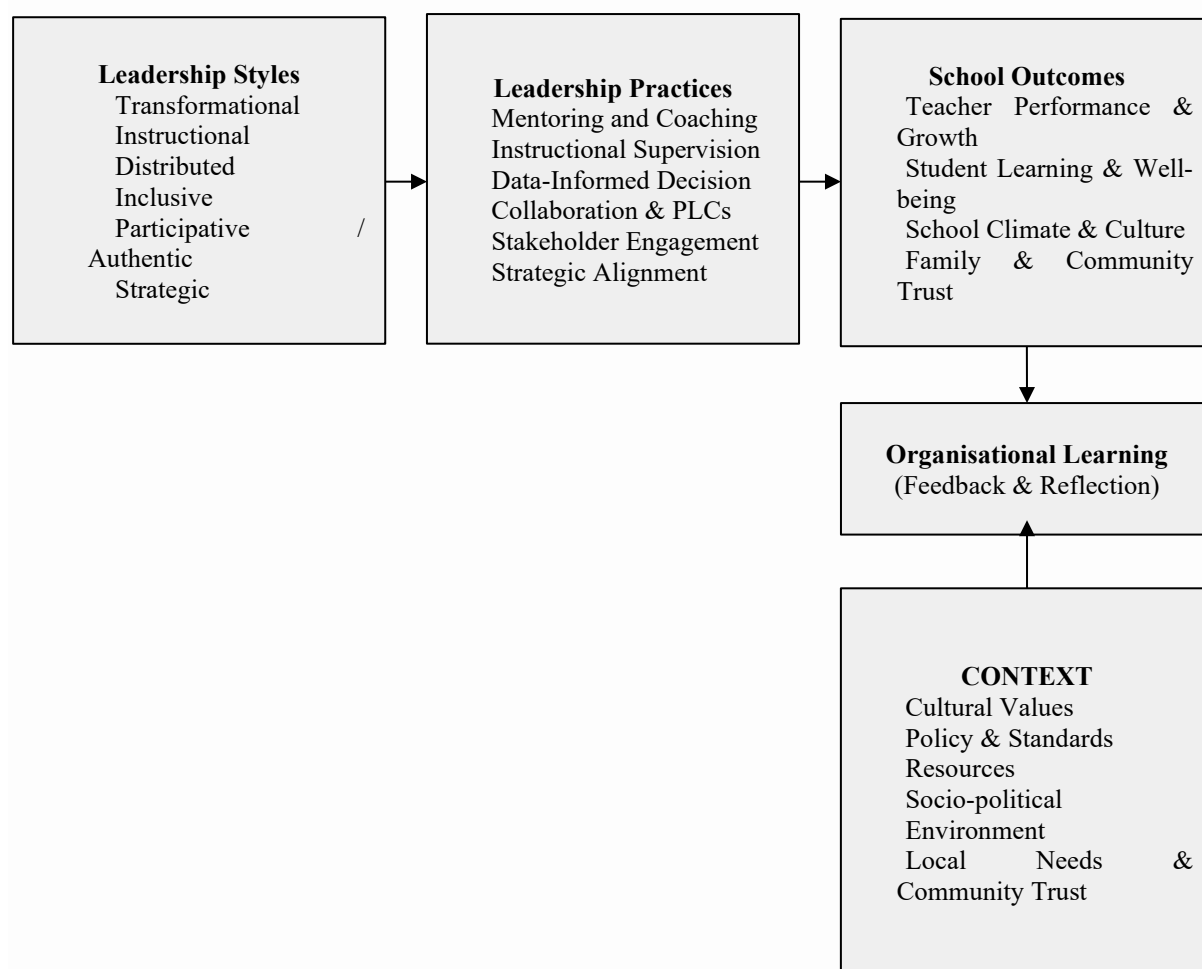 Leadership Styles
Transformational
Instructional
Distributed
Inclusive
Participative /
Authentic
Strategic
Leadership Practices
Mentoring and Coaching
Instructional Supervision
Data-Informed Decision
Collaboration & PLCs
Stakeholder Engagement
Strategic Alignment
School Outcomes
Teacher Performance &
Growth
Student Learning & Well-
being
School Climate & Culture
Family & Community
Trust
Organisational Learning
(Feedback & Reflection)
CONTEXT
Cultural Values
Policy & Standards
Resources
Socio-political
Environment
Local Needs &
Community Trust